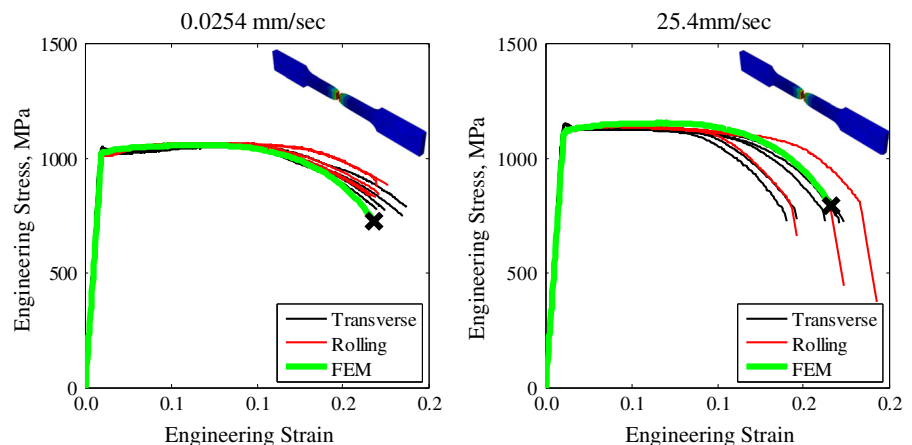 0.0254 mm/sec
1500
1000
500
0
0.0
0.1
0.1
0.2
0.2
Engineering Stress, MPa
Engineering Strain
Transverse
Rolling
FEM
25.4mm/sec
1500
1000
500
0
0.0
0.1
0.1
0.2
0.2
Engineering Stress, MPa
Engineering Strain
Transverse
Rolling
FEM